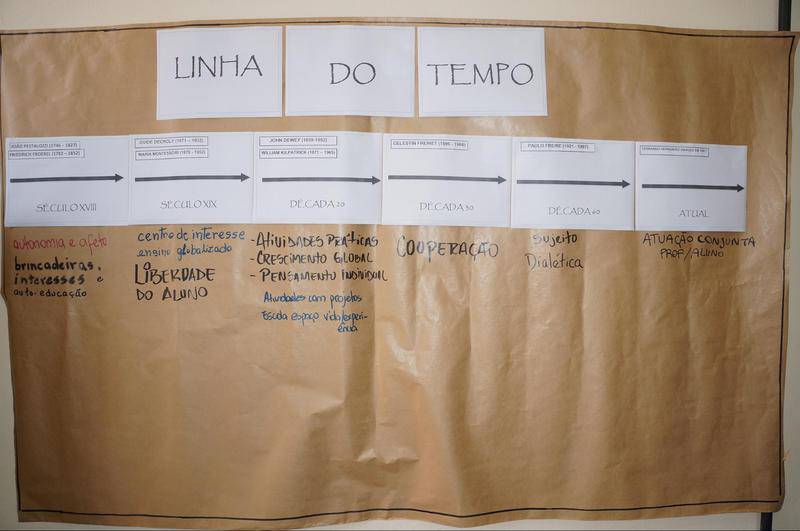 LINHA DO TEMPO
JOÃO PESTALOZI (1746 - 1827)
FRIEDRICH FROEBEL (1782 – 1852)
SÉCULO XVIII
autonomia e afeto
brincadeiras,
interesses e
auto-educação
OVIDE DECROLY (1871 – 1932)
MARIA MONTESSORI (1870 - 1952)
SÉCULO XIX
centro de interesse
ensino globalizado
LIBERDADE
DO ALUNO
JOHN DEWEY (1859-1952)
WILLIAM KILPATRICK (1871 – 1965)
DÉCADA 20
- ATIVIDADES PRÁTICAS
- CRESCIMENTO GLOBAL
- PENSAMENTO INDIVIDUAL
Atividades com projetos
Escola espaço vida/experi-
ência
CELESTIN FREINET (1896 - 1966)
DÉCADA 30
COOPERAÇÃO
PAULO FREIRE (1921 - 1997)
DÉCADA 60
Sujeito
Dialética
FERNANDO HERNÁNDEZ
ATUAL
ATUAÇÃO CONJUNTA
PROF/ALUNO